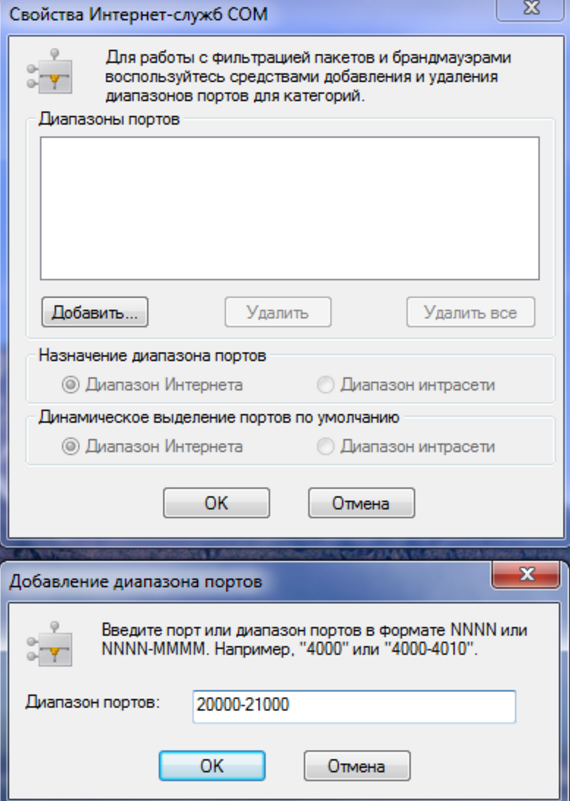 Свойства Интернет-служб COM
Для работы с фильтрацией пакетов и брандмауэрами
воспользуйтесь средствами добавления и удаления
диапазонов портов для категорий.
Диапазоны портов
Добавить...
Удалить
Удалить все
Назначение диапазона портов
Диапазон Интернета
Диапазон интрасети
Динамическое выделение портов по умолчанию
Диапазон Интернета
Диапазон интрасети
OK
Отмена
Добавление диапазона портов
Введите порт или диапазон портов в формате NNNN или
NNNN-MMMM. Например, "4000" или "4000-4010".
Диапазон портов:
20000-21000
OK
Отмена